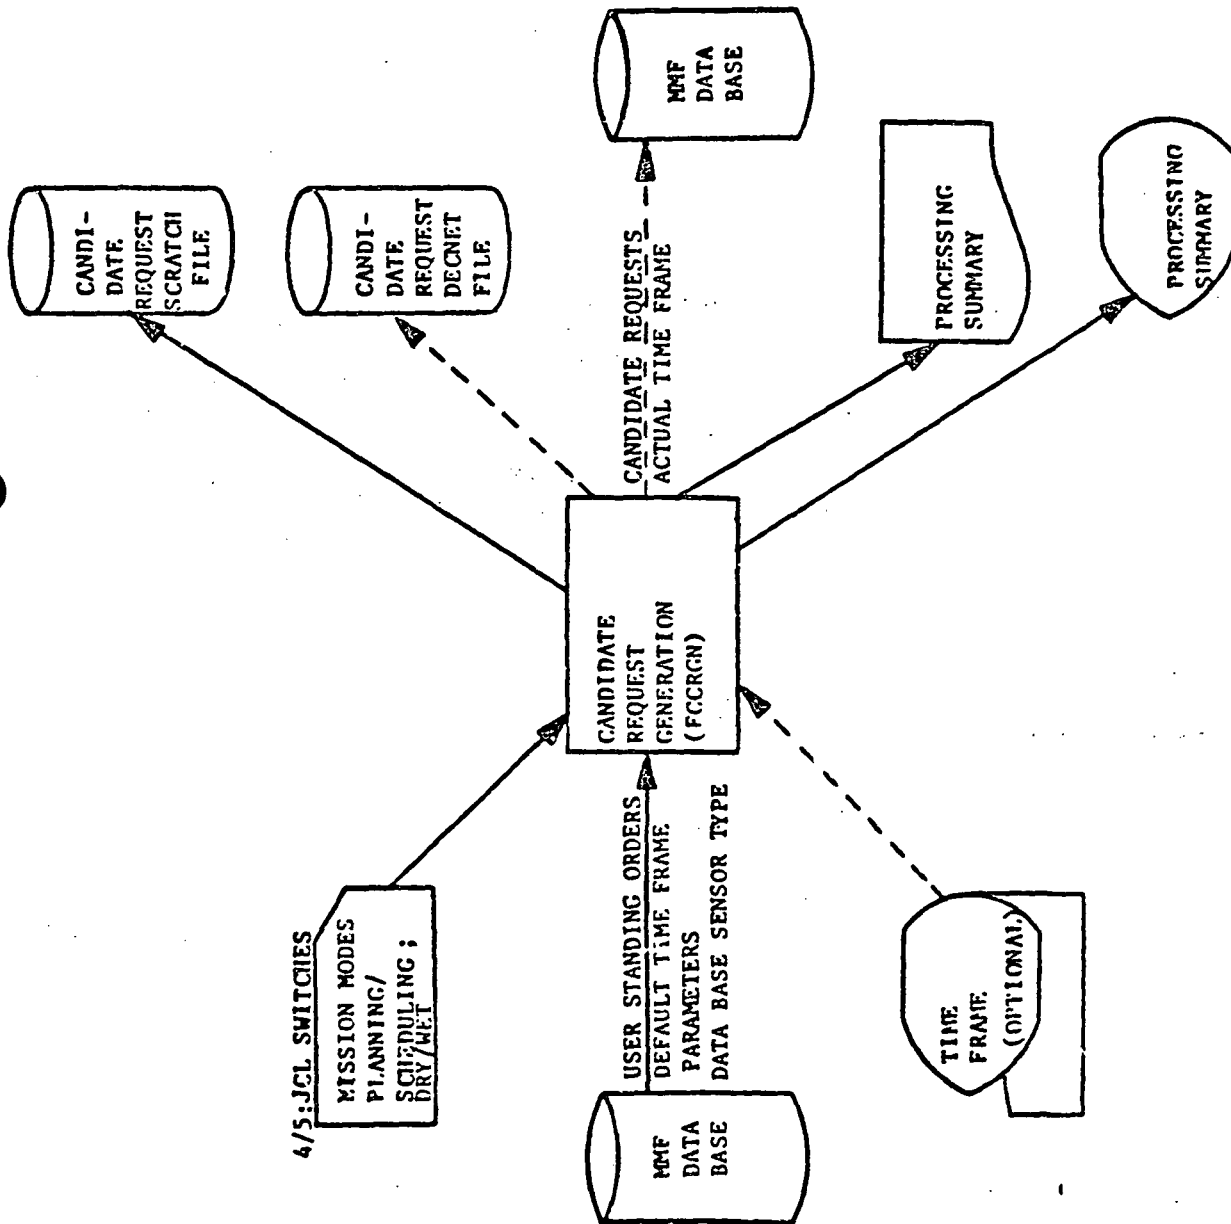 4/5:JCL SWITCHES
MISSION MODES
PLANNING/
SCHEDULING ;
DRY/WET
MMF
DATA
BASE
USER STANDING ORDERS
DEFAULT TIME FRAME
PARAMETERS
DATA BASE SENSOR TYPE
TIME
FRAME
(OPTIONAL)
CANDIDATE
REQUEST
GENERATION
(FCCRGN)
CANDI-
DATE
REQUEST
SCRATCH
FILE
CANDI-
DATE
REQUEST
DECNET
FILE
CANDIDATE REQUESTS
ACTUAL TIME FRAME
MMF
DATA
BASE
PROCESSING
SUMMARY
PROCESSING
SUMMARY